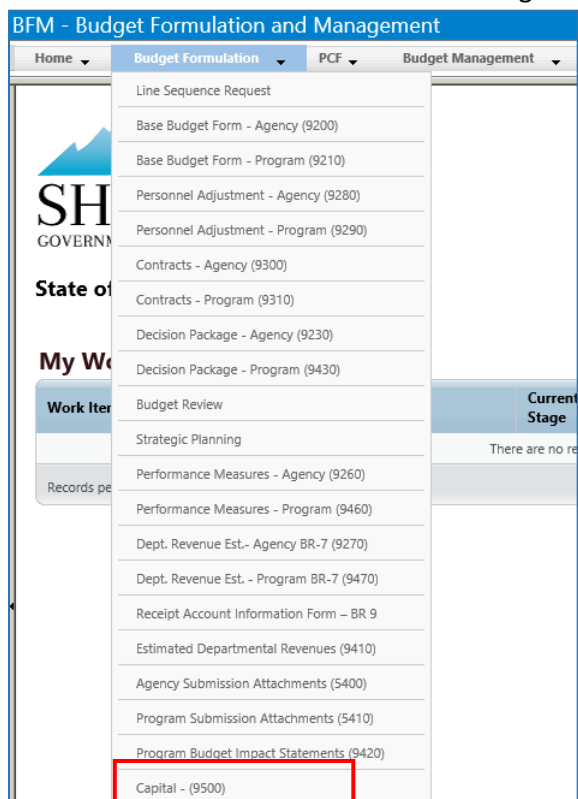 BFM - Budget Formulation and Management
Home Budget Formulation PCF Budget Management
Line Sequence Request
Base Budget Form - Agency (9200)
Base Budget Form - Program (9210)
Personnel Adjustment - Agency (9280)
SH
Personnel Adjustment - Program (9290)
GOVERNM
Contracts - Agency (9300)
State of
Contracts - Program (9310)
Decision Package - Agency (9230)
My Wo
Decision Package - Program (9430)
Work Iter
Budget Review
Current
Stage
Strategic Planning
There are no re
Performance Measures - Agency (9260)
Records pe
Performance Measures - Program (9460)
Dept. Revenue Est.- Agency BR-7 (9270)
Dept. Revenue Est. - Program BR-7 (9470)
Receipt Account Information Form – BR 9
Estimated Departmental Revenues (9410)
Agency Submission Attachments (5400)
Program Submission Attachments (5410)
Program Budget Impact Statements (9420)
Capital - (9500)